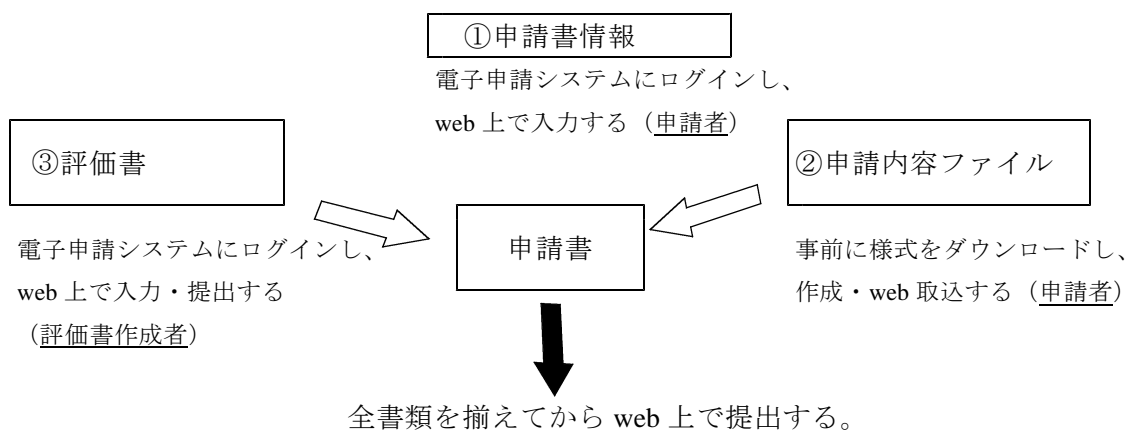 ①申請書情報
電子申請システムにログインし、
web 上で入力する（申請者）
③評価書
電子申請システムにログインし、
web 上で入力・提出する
（評価書作成者）
申請書
②申請内容ファイル
事前に様式をダウンロードし、
作成・web 取込する（申請者）
全書類を揃えてから web 上で提出する。